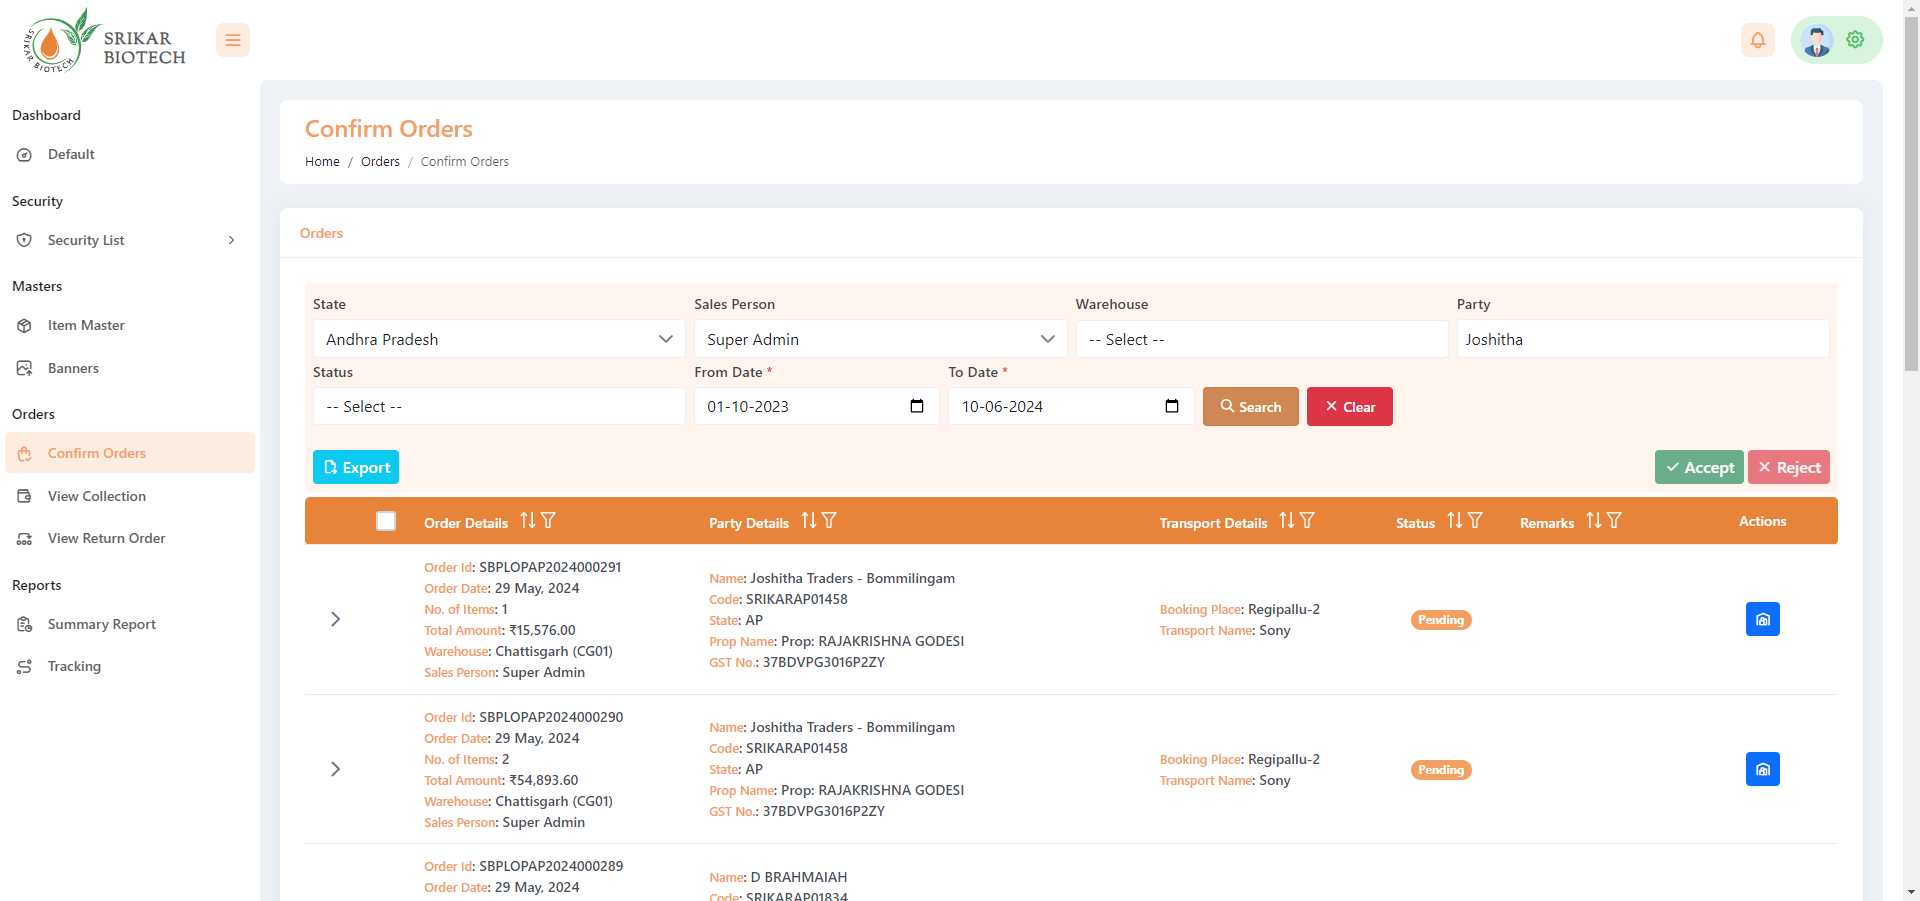 SRIKAR BIOTECH
SRIKAR
BIOTECH
Dashboard
Default
Security
Security List
Masters
Item Master
Banners
Orders
Confirm Orders
View Collection
View Return Order
Reports
Summary Report
Tracking
Confirm Orders
Home / Orders / Confirm Orders
Orders
State Sales Person Warehouse Party
Andhra Pradesh Super Admin -- Select -- Joshitha
Status From Date * To Date *
-- Select -- 01-10-2023 10-06-2024 Search Clear
Export Accept Reject
Order Details Party Details Transport Details Status Remarks Actions
Order Id: SBPLOPAP2024000291
Order Date: 29 May, 2024
No. of Items: 1
Total Amount: ₹15,576.00
Warehouse: Chattisgarh (CG01)
Sales Person: Super Admin
Name: Joshitha Traders - Bommilingam
Code: SRIKARAP01458
State: AP
Prop Name: Prop: RAJAKRISHNA GODESI
GST No.: 37BDVPG3016P2ZY
Booking Place: Regipallu-2
Transport Name: Sony
Pending
Order Id: SBPLOPAP2024000290
Order Date: 29 May, 2024
No. of Items: 2
Total Amount: ₹54,893.60
Warehouse: Chattisgarh (CG01)
Sales Person: Super Admin
Name: Joshitha Traders - Bommilingam
Code: SRIKARAP01458
State: AP
Prop Name: Prop: RAJAKRISHNA GODESI
GST No.: 37BDVPG3016P2ZY
Booking Place: Regipallu-2
Transport Name: Sony
Pending
Order Id: SBPLOPAP2024000289
Order Date: 29 May, 2024
Name: D BRAHMAIAH
Code: SRIKARAP01834